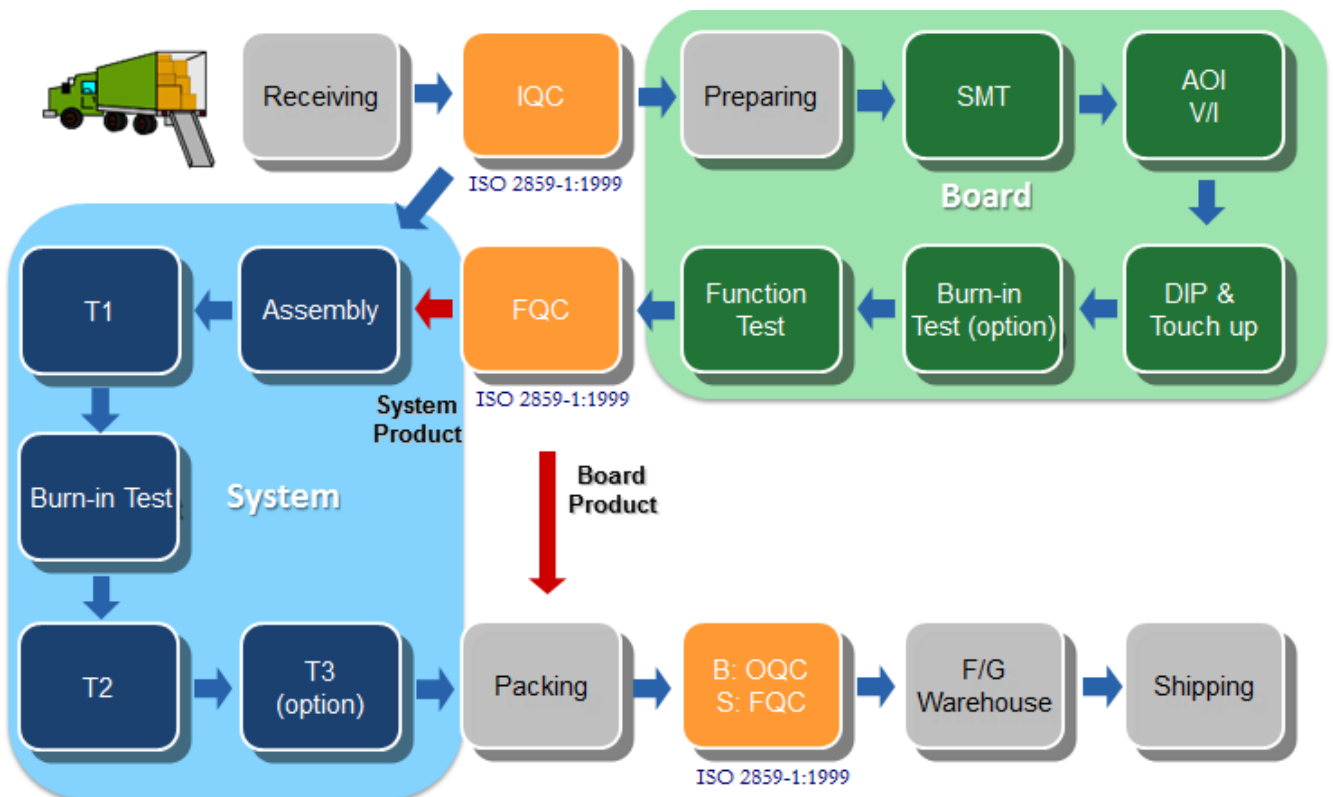 Receiving
IQC
ISO 2859-1:1999
Preparing
SMT
AOI
V/I
Board
T1
Assembly
FQC
ISO 2859-1:1999
Function
Test
Burn-in
Test (option)
DIP &
Touch up
System
Product
Burn-in Test
System
Board
Product
T2
T3
(option)
Packing
B: OQC
S: FQC
ISO 2859-1:1999
F/G
Warehouse
Shipping